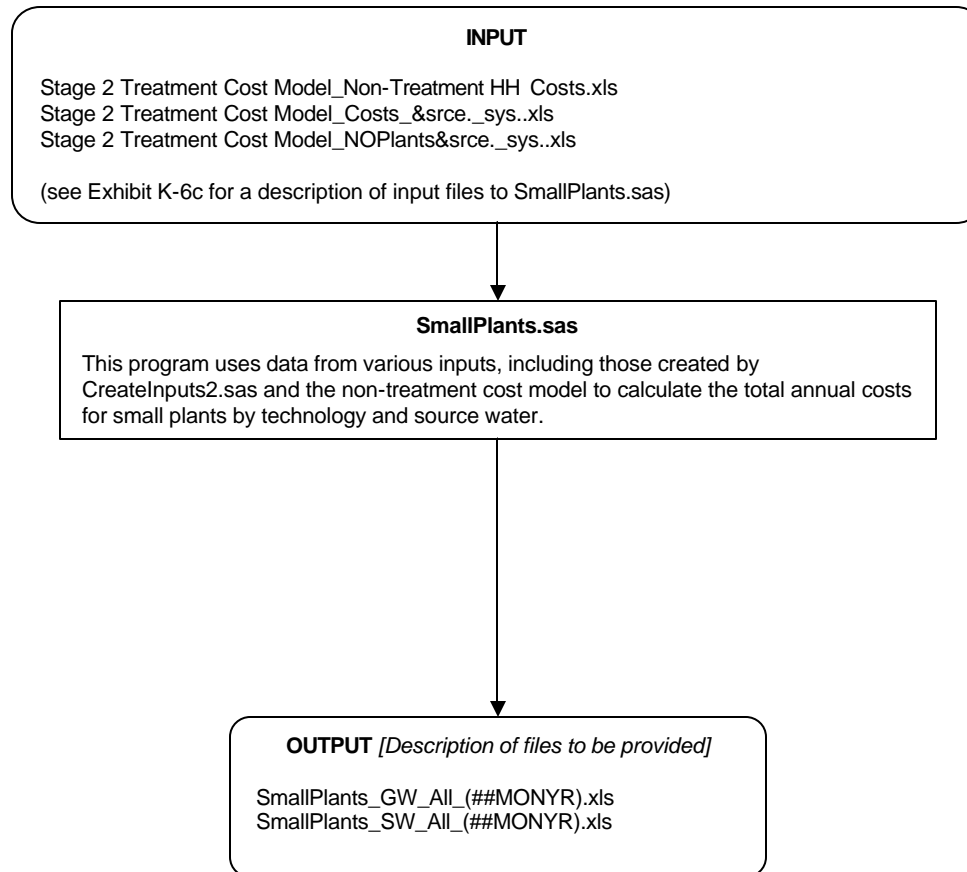 INPUT
Stage 2 Treatment Cost Model_Non-Treatment HH Costs.xls
Stage 2 Treatment Cost Model_Costs_&srce._sys..xls
Stage 2 Treatment Cost Model_NOPlants&srce._sys..xls
(see Exhibit K-6c for a description of input files to SmallPlants.sas)
SmallPlants.sas
This program uses data from various inputs, including those created by
CreateInputs2.sas and the non-treatment cost model to calculate the total annual costs
for small plants by technology and source water.
OUTPUT [Description of files to be provided]
SmallPlants_GW_All_(##MONYR).xls
SmallPlants_SW_All_(##MONYR).xls